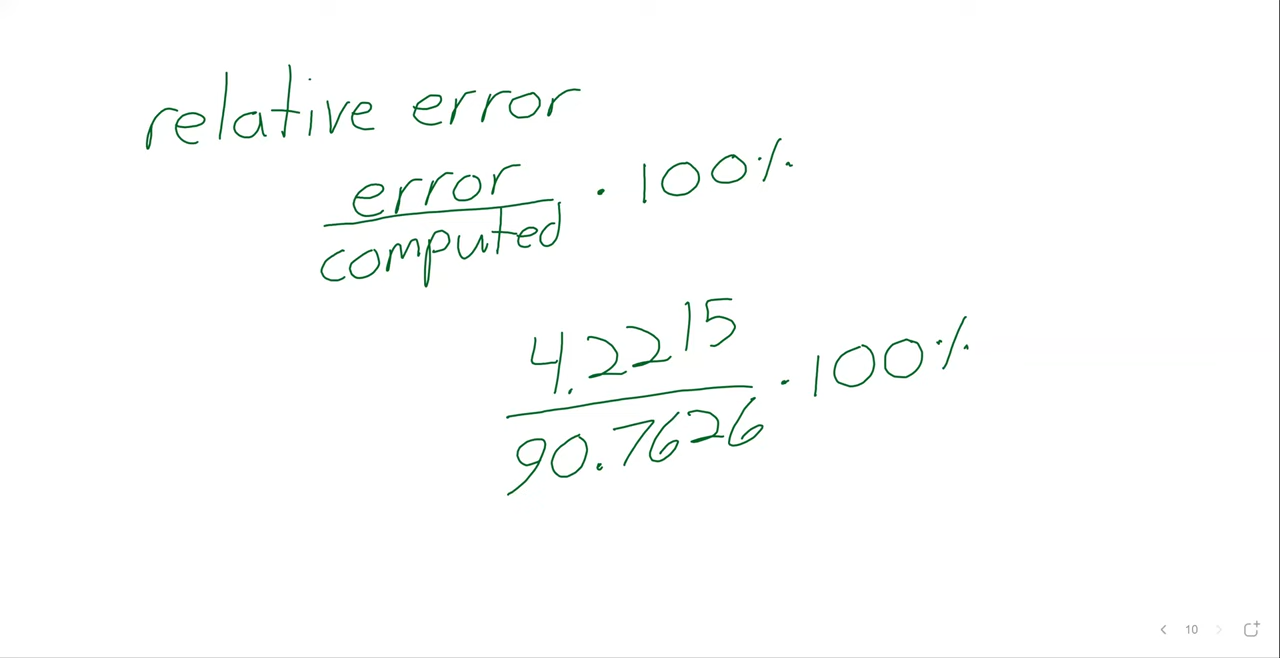 relative error
error
computed
· 100%
4.2215
90.7626
· 100%
10